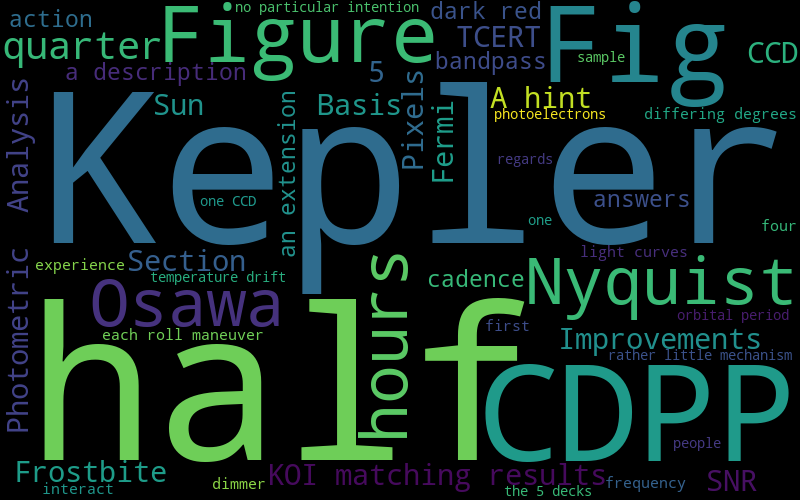 no particular intention
action
Figure
dark red
Fig
quarter
TCERT
CCD
a description
5
bandpass
sample
Analysis
Sun
Basis
Pixels
A hint
Kepler
an extension
Fermi
photoelectrons
differing degrees
regards
one CCD
answers
one
four
Photometric
experience
Section
light curves
temperature drift
cadence
Nyquist
Osawa
hours
orbital period
each roll maneuver
first
Improvements
half
rather little mechanism
CDPP
people
Frostbite
KOI matching results
SNR
interact
dimmer
frequency
the 5 decks